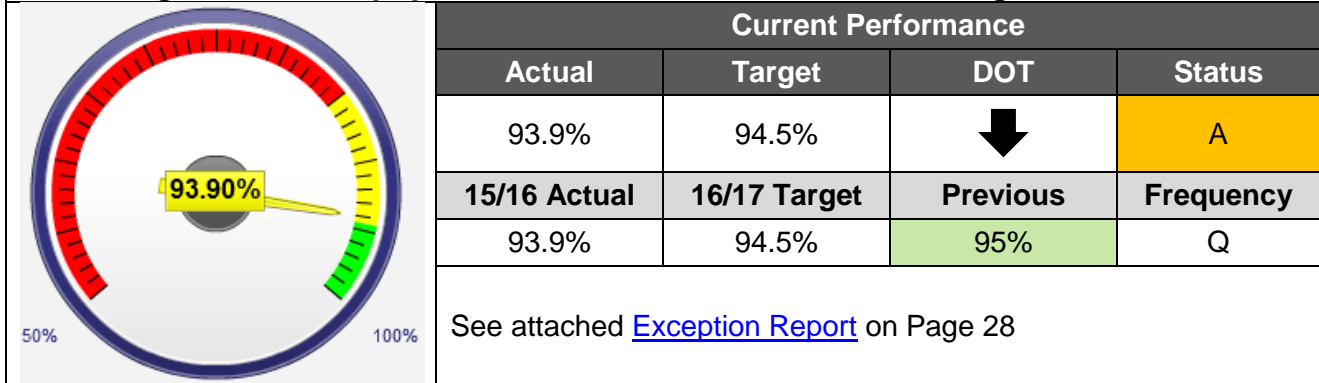 Current Performance
Actual Target DOT Status
93.9% 94.5% A
15/16 Actual 16/17 Target Previous Frequency
93.9% 94.5% 95% Q
See attached Exception Report on Page 28
93.90%
50% 100%